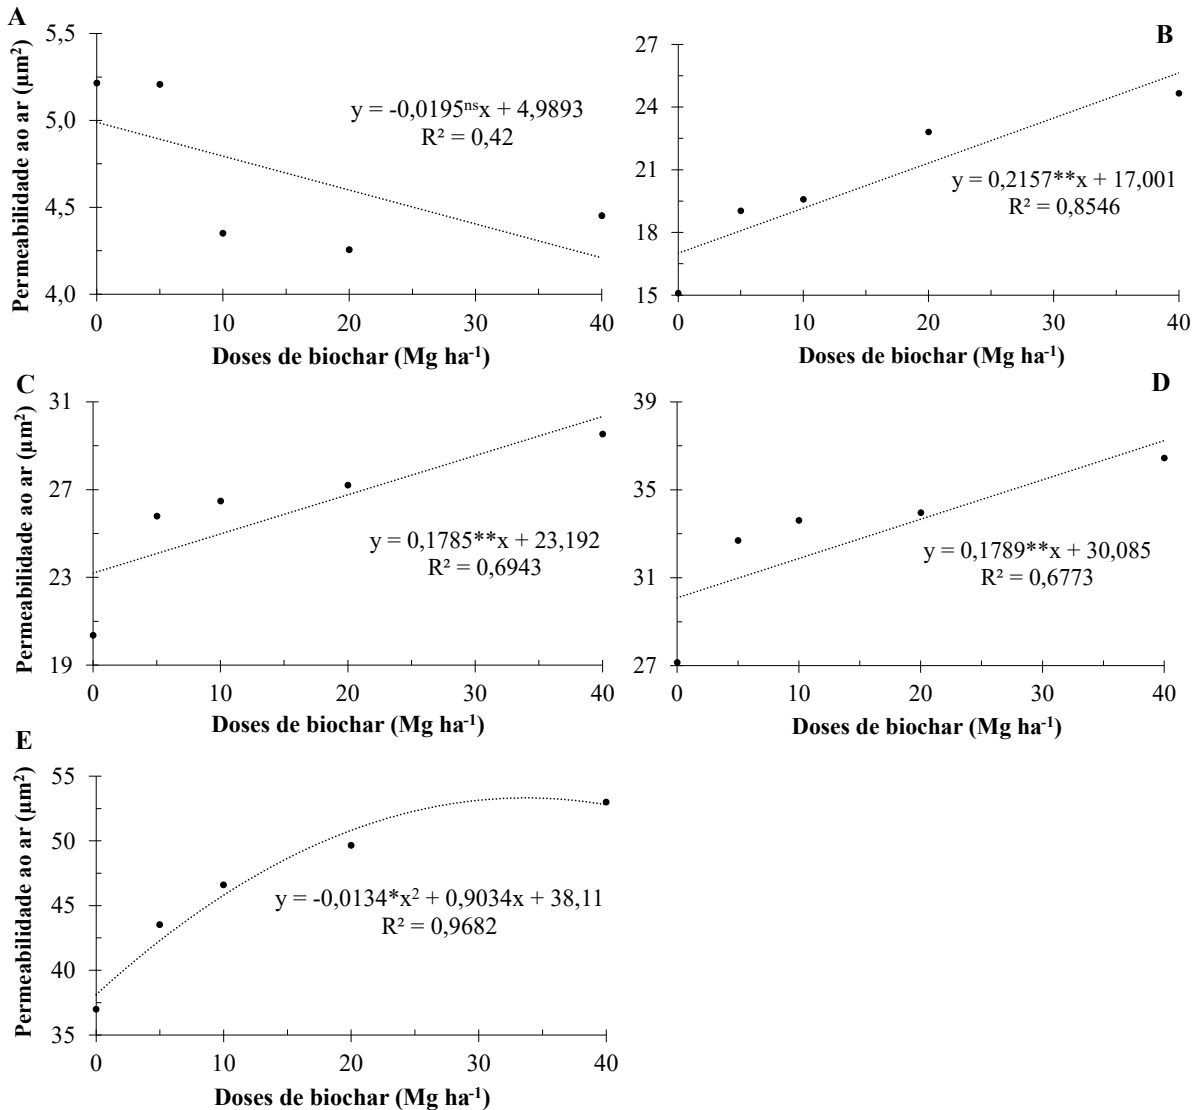 A
Permeabilidade ao ar (µm²)
5,5
5,0
4,5
4,0
y = -0,0195ⁿˢx + 4,9893
R² = 0,42
0
10
20
30
40
Doses de biochar (Mg ha⁻¹)
B
27
24
21
18
15
y = 0,2157**x + 17,001
R² = 0,8546
0
10
20
30
40
Doses de biochar (Mg ha⁻¹)
C
Permeabilidade ao ar (µm²)
31
27
23
19
y = 0,1785**x + 23,192
R² = 0,6943
0
10
20
30
40
Doses de biochar (Mg ha⁻¹)
D
39
35
31
27
y = 0,1789**x + 30,085
R² = 0,6773
0
10
20
30
40
Doses de biochar (Mg ha⁻¹)
E
Permeabilidade ao ar (µm²)
55
50
45
40
35
y = -0,0134*x² + 0,9034x + 38,11
R² = 0,9682
0
10
20
30
40
Doses de biochar (Mg ha⁻¹)